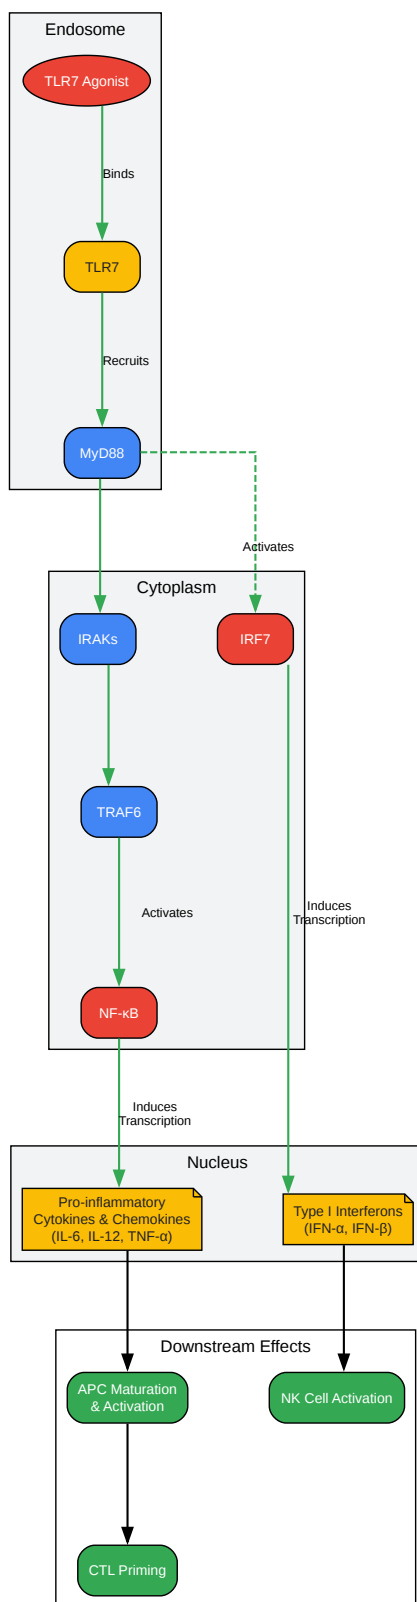 Endosome
TLR7 Agonist
Binds
TLR7
Recruits
MyD88
Activates
Cytoplasm
IRAKs
IRF7
TRAF6
Activates
Induces
Transcription
NF-κB
Induces
Transcription
Nucleus
Pro-inflammatory
Cytokines & Chemokines
(IL-6, IL-12, TNF-α)
Type I Interferons
(IFN-α, IFN-β)
Downstream Effects
APC Maturation
& Activation
NK Cell Activation
CTL Priming